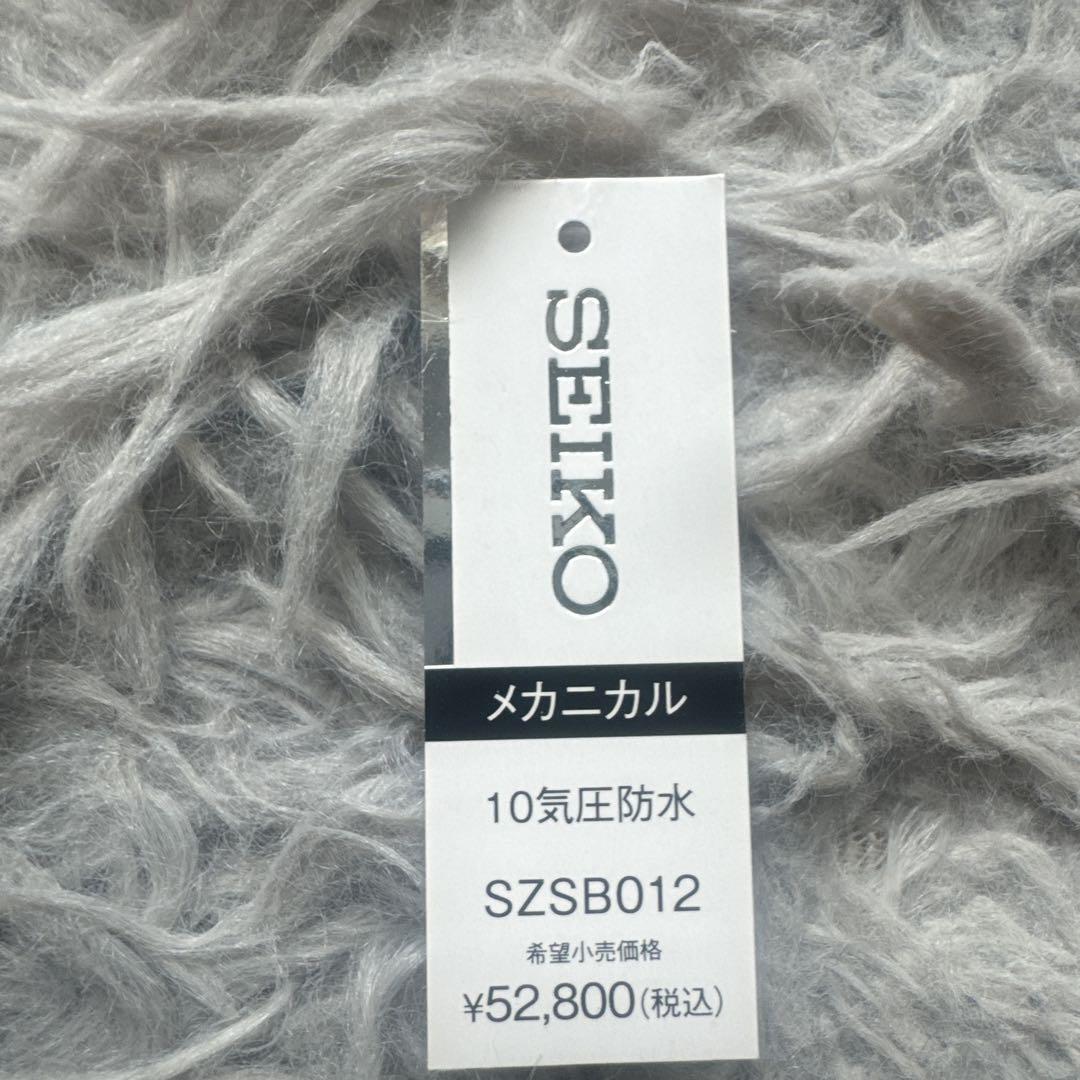 SEIKO
メカニカル
10気圧防水
SZSB012
希望小売価格
¥52,800(税込)